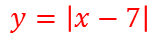 y = |x − 7|